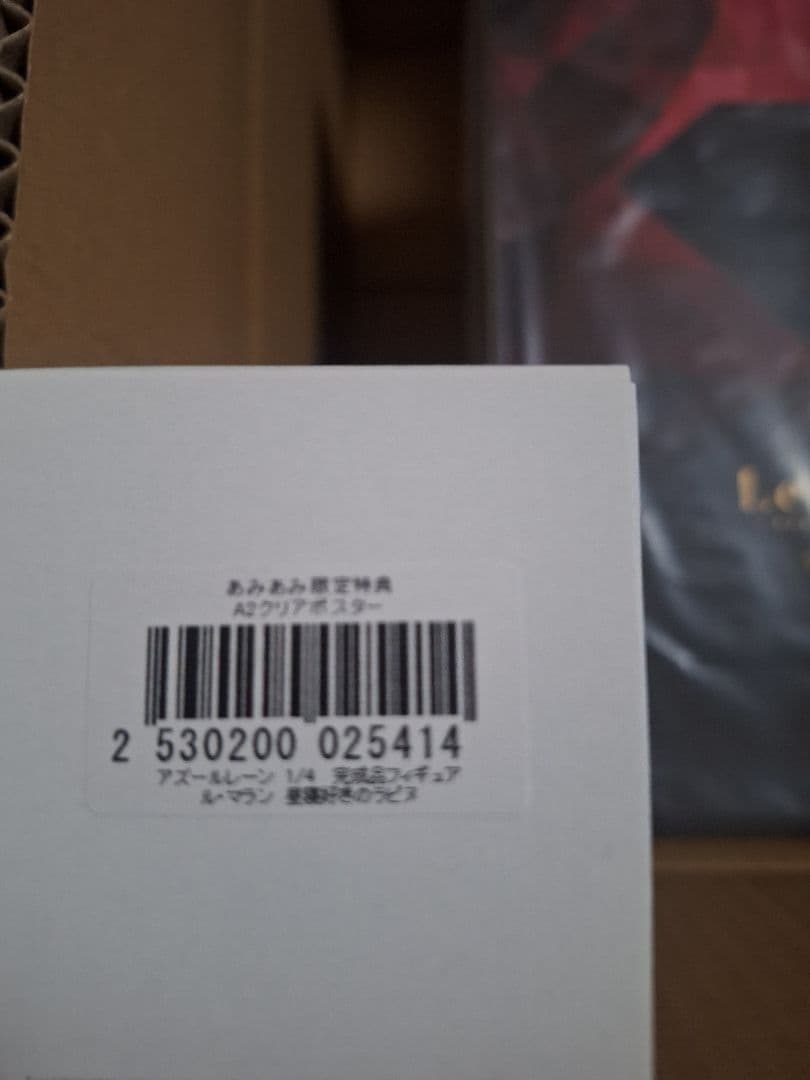 あみあみ限定特典
A2クリアポスター
2 530200 025414
アズールレーン 1/4 完成品フィギュア
ル・マラン 昼寝好きのラピヌ
Le